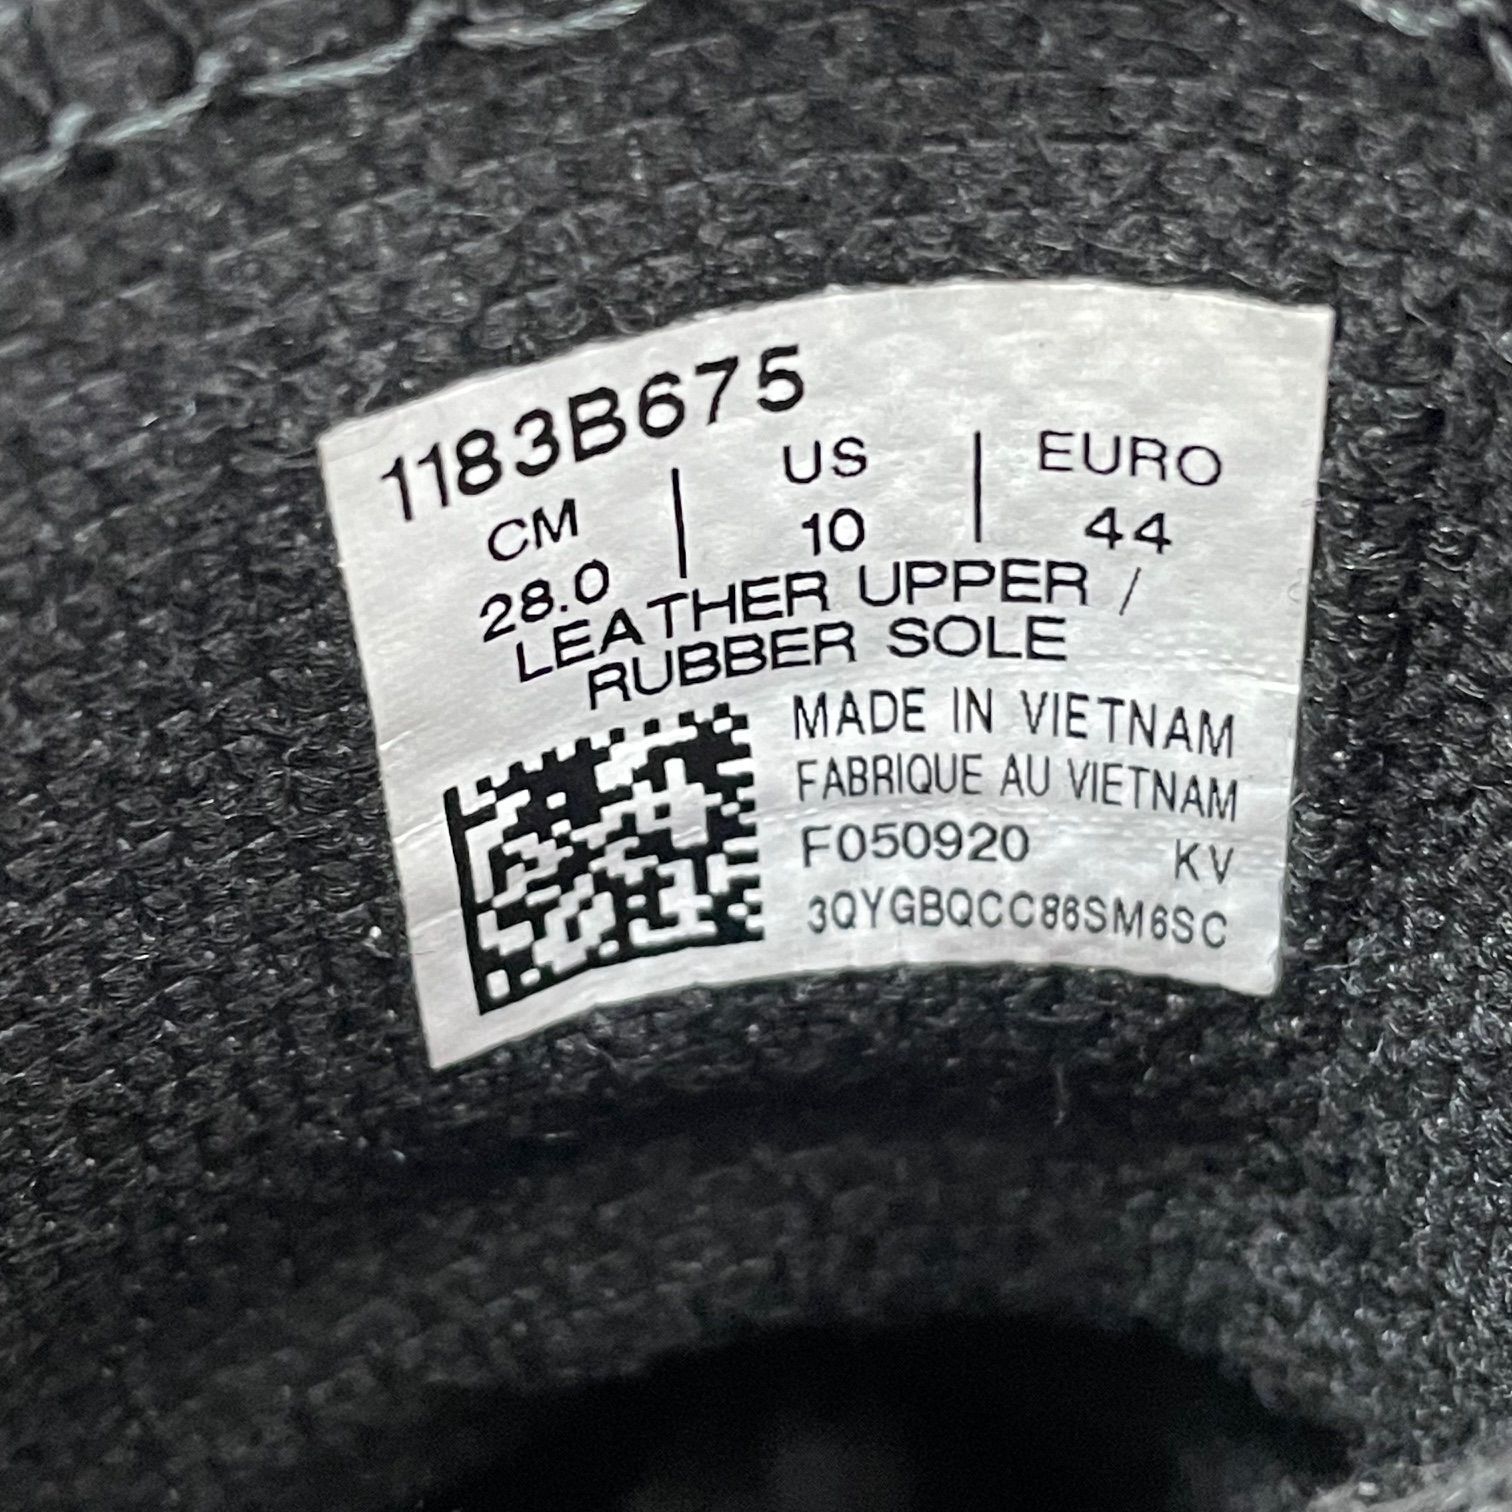 1183B675
CM | US | EURO
28.0 | 10 | 44
LEATHER UPPER /
RUBBER SOLE
MADE IN VIETNAM
FABRIQUE AU VIETNAM
F050920 KV
3QYGBQCC86SM6SC